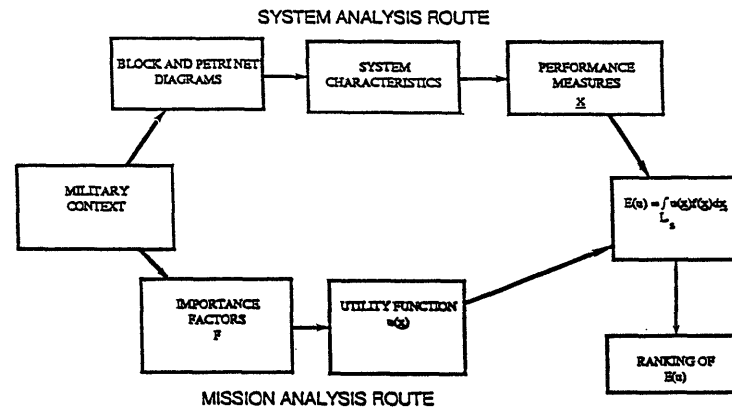 SYSTEM ANALYSIS ROUTE
BLOCK AND PETRI NET
DIAGRAMS
SYSTEM
CHARACTERISTICS
PERFORMANCE
MEASURES
X
MILITARY
CONTEXT
E(u) = ∫ u(x)f(x)dx
L_s
IMPORTANCE
FACTORS
F
UTILITY FUNCTION
u(x)
RANKING OF
E(u)
MISSION ANALYSIS ROUTE